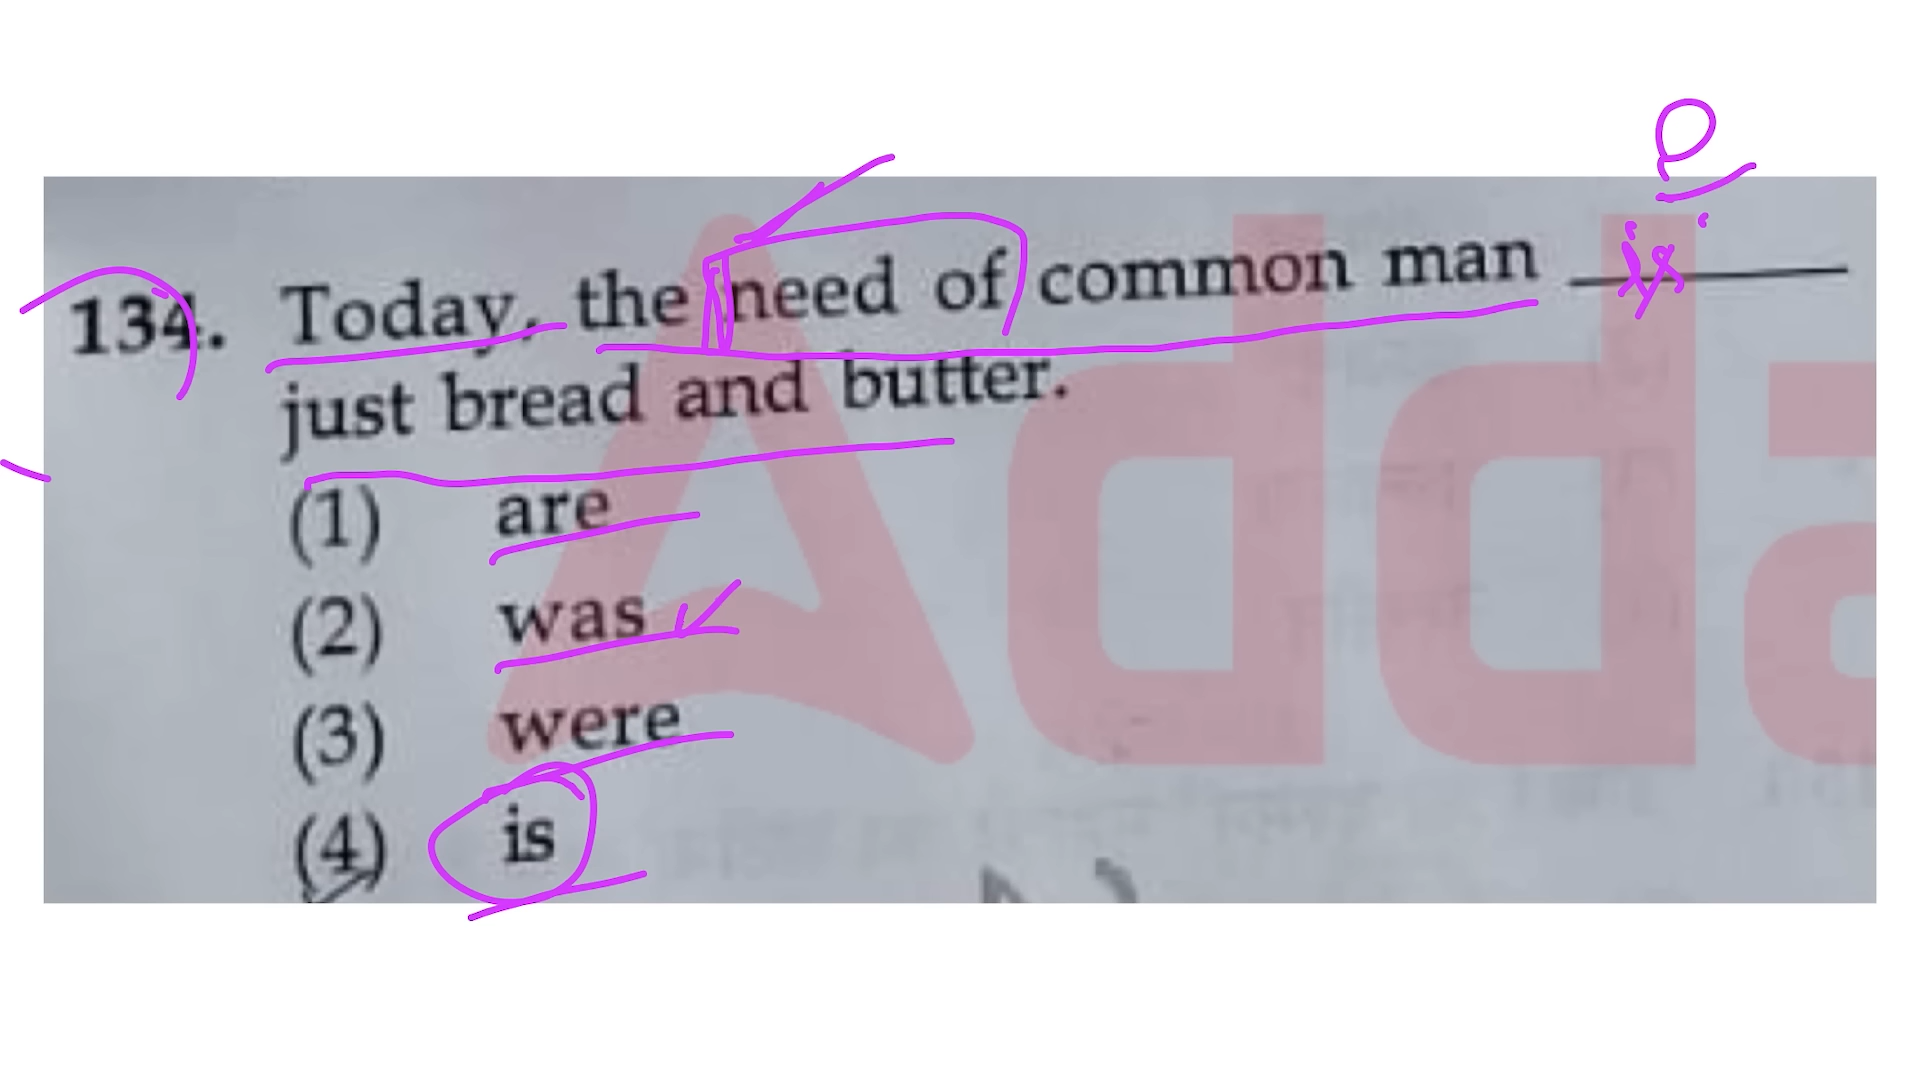 134. Today, the need of common man ______
is
just bread and butter.
(1) are
(2) was
(3) were
(4) is
Adda